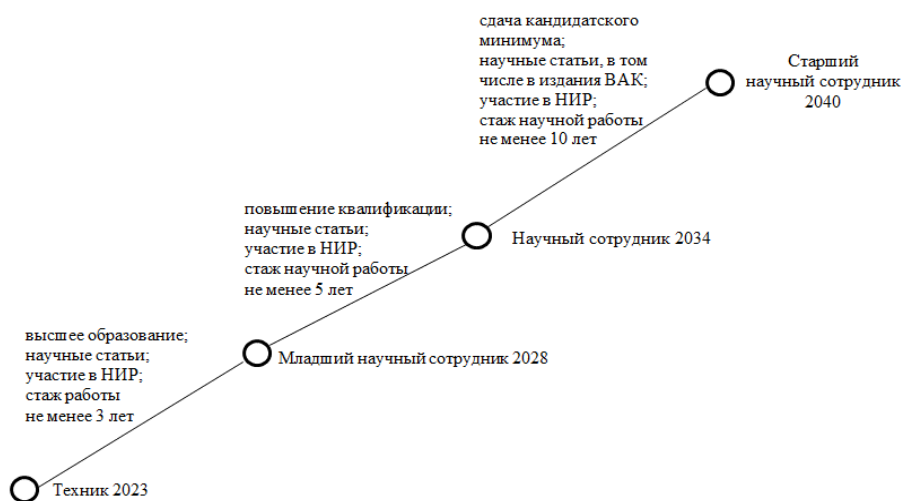 сдача кандидатского
минимума;
научные статьи, в том
числе в издания ВАК;
участие в НИР;
стаж научной работы
не менее 10 лет
Старший
научный сотрудник
2040
повышение квалификации;
научные статьи;
участие в НИР;
стаж научной работы
не менее 5 лет
Научный сотрудник 2034
высшее образование;
научные статьи;
участие в НИР;
стаж работы
не менее 3 лет
Младший научный сотрудник 2028
Техник 2023